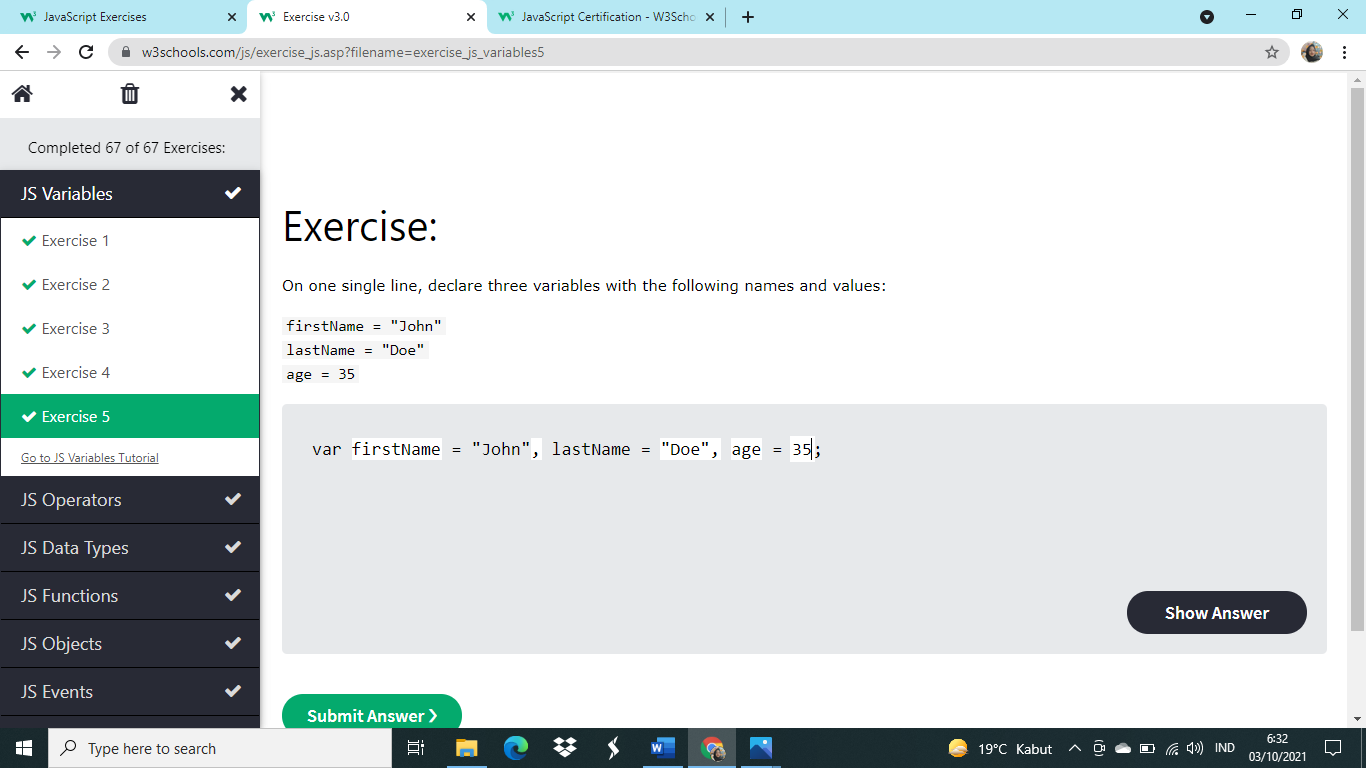 JavaScript Exercises
Exercise v3.0
JavaScript Certification - W3Scho
w3schools.com/js/exercise_js.asp?filename=exercise_js_variables5
Completed 67 of 67 Exercises:
JS Variables
Exercise 1
Exercise 2
Exercise 3
Exercise 4
Exercise 5
Go to JS Variables Tutorial
JS Operators
JS Data Types
JS Functions
JS Objects
JS Events
Exercise:
On one single line, declare three variables with the following names and values:
firstName = "John"
lastName = "Doe"
age = 35
var firstName = "John", lastName = "Doe", age = 35;
Show Answer
Submit Answer ❯
Type here to search
19°C Kabut
IND
6:32
03/10/2021